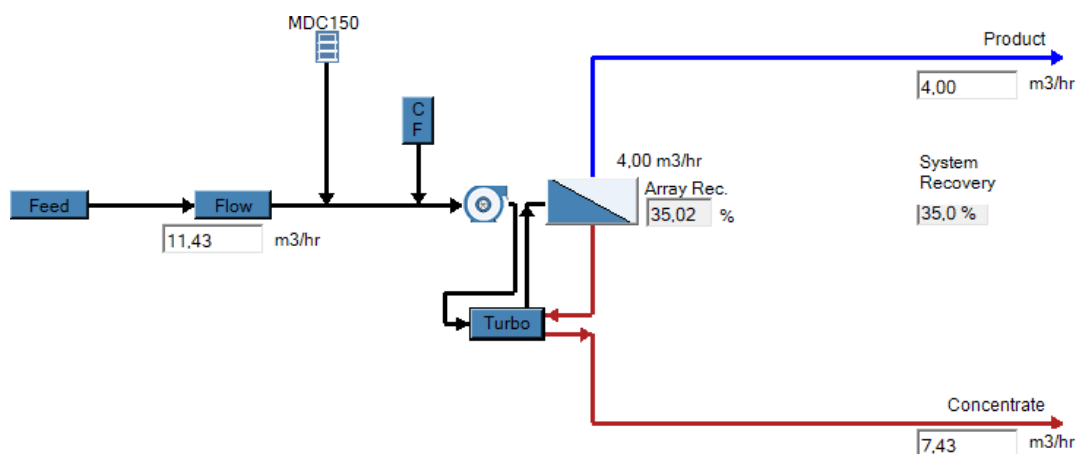 MDC150
Product
4,00 m3/hr
C
F
4,00 m3/hr
System
Recovery
Array Rec.
Feed
Flow
35,02 %
35,0 %
11,43 m3/hr
Turbo
Concentrate
7,43 m3/hr